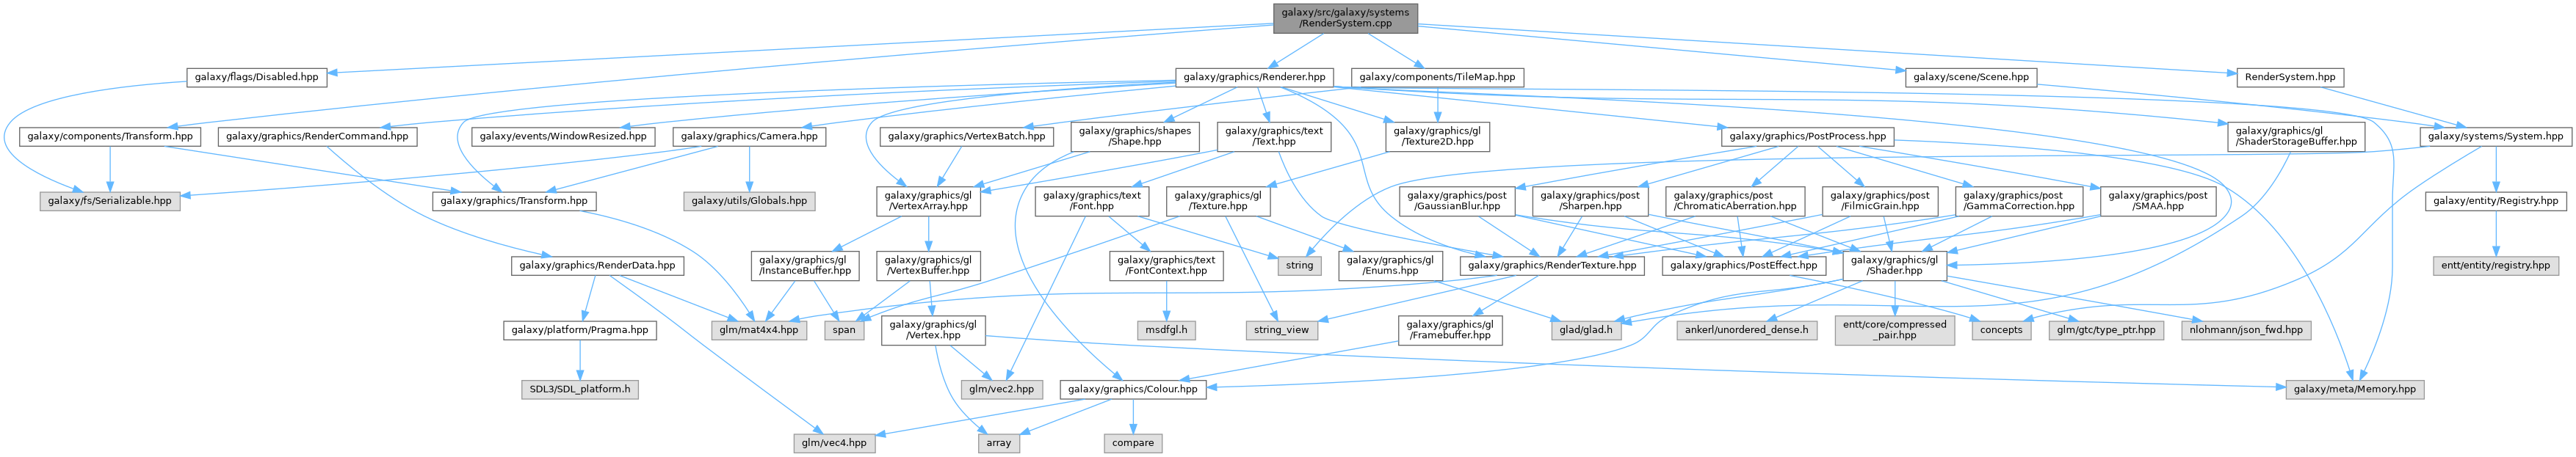 galaxy/src/galaxy/systems
/RenderSystem.cpp
galaxy/flags/Disabled.hpp
galaxy/graphics/Renderer.hpp
galaxy/components/TileMap.hpp
galaxy/scene/Scene.hpp
RenderSystem.hpp
galaxy/components/Transform.hpp
galaxy/graphics/RenderCommand.hpp
galaxy/events/WindowResized.hpp
galaxy/graphics/Camera.hpp
galaxy/graphics/VertexBatch.hpp
galaxy/graphics/shapes
/Shape.hpp
galaxy/graphics/text
/Text.hpp
galaxy/graphics/gl
/Texture2D.hpp
galaxy/graphics/PostProcess.hpp
galaxy/graphics/gl
/ShaderStorageBuffer.hpp
galaxy/systems/System.hpp
galaxy/fs/Serializable.hpp
galaxy/graphics/Transform.hpp
galaxy/utils/Globals.hpp
galaxy/graphics/gl
/VertexArray.hpp
galaxy/graphics/text
/Font.hpp
galaxy/graphics/gl
/Texture.hpp
galaxy/graphics/post
/GaussianBlur.hpp
galaxy/graphics/post
/Sharpen.hpp
galaxy/graphics/post
/ChromaticAberration.hpp
galaxy/graphics/post
/FilmicGrain.hpp
galaxy/graphics/post
/GammaCorrection.hpp
galaxy/graphics/post
/SMAA.hpp
galaxy/entity/Registry.hpp
galaxy/graphics/RenderData.hpp
galaxy/graphics/gl
/InstanceBuffer.hpp
galaxy/graphics/gl
/VertexBuffer.hpp
galaxy/graphics/text
/FontContext.hpp
string
galaxy/graphics/gl
/Enums.hpp
galaxy/graphics/RenderTexture.hpp
galaxy/graphics/PostEffect.hpp
galaxy/graphics/gl
/Shader.hpp
entt/entity/registry.hpp
galaxy/platform/Pragma.hpp
glm/mat4x4.hpp
span
galaxy/graphics/gl
/Vertex.hpp
msdfgl.h
string_view
galaxy/graphics/gl
/Framebuffer.hpp
glad/glad.h
ankerl/unordered_dense.h
entt/core/compressed
_pair.hpp
concepts
glm/gtc/type_ptr.hpp
nlohmann/json_fwd.hpp
SDL3/SDL_platform.h
glm/vec2.hpp
galaxy/graphics/Colour.hpp
galaxy/meta/Memory.hpp
glm/vec4.hpp
array
compare